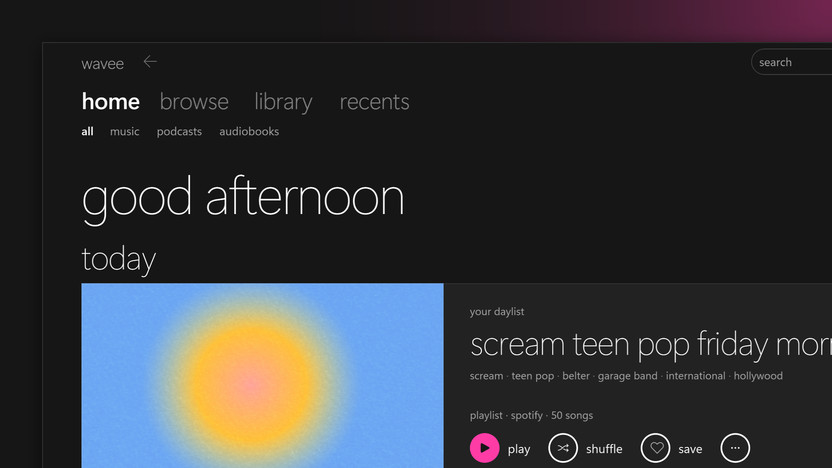 wavee
search
home browse library recents
all music podcasts audiobooks
good afternoon
today
your daylist
scream teen pop friday
scream · teen pop · belter · garage band · international · hollywood
playlist · spotify · 50 songs
play shuffle save